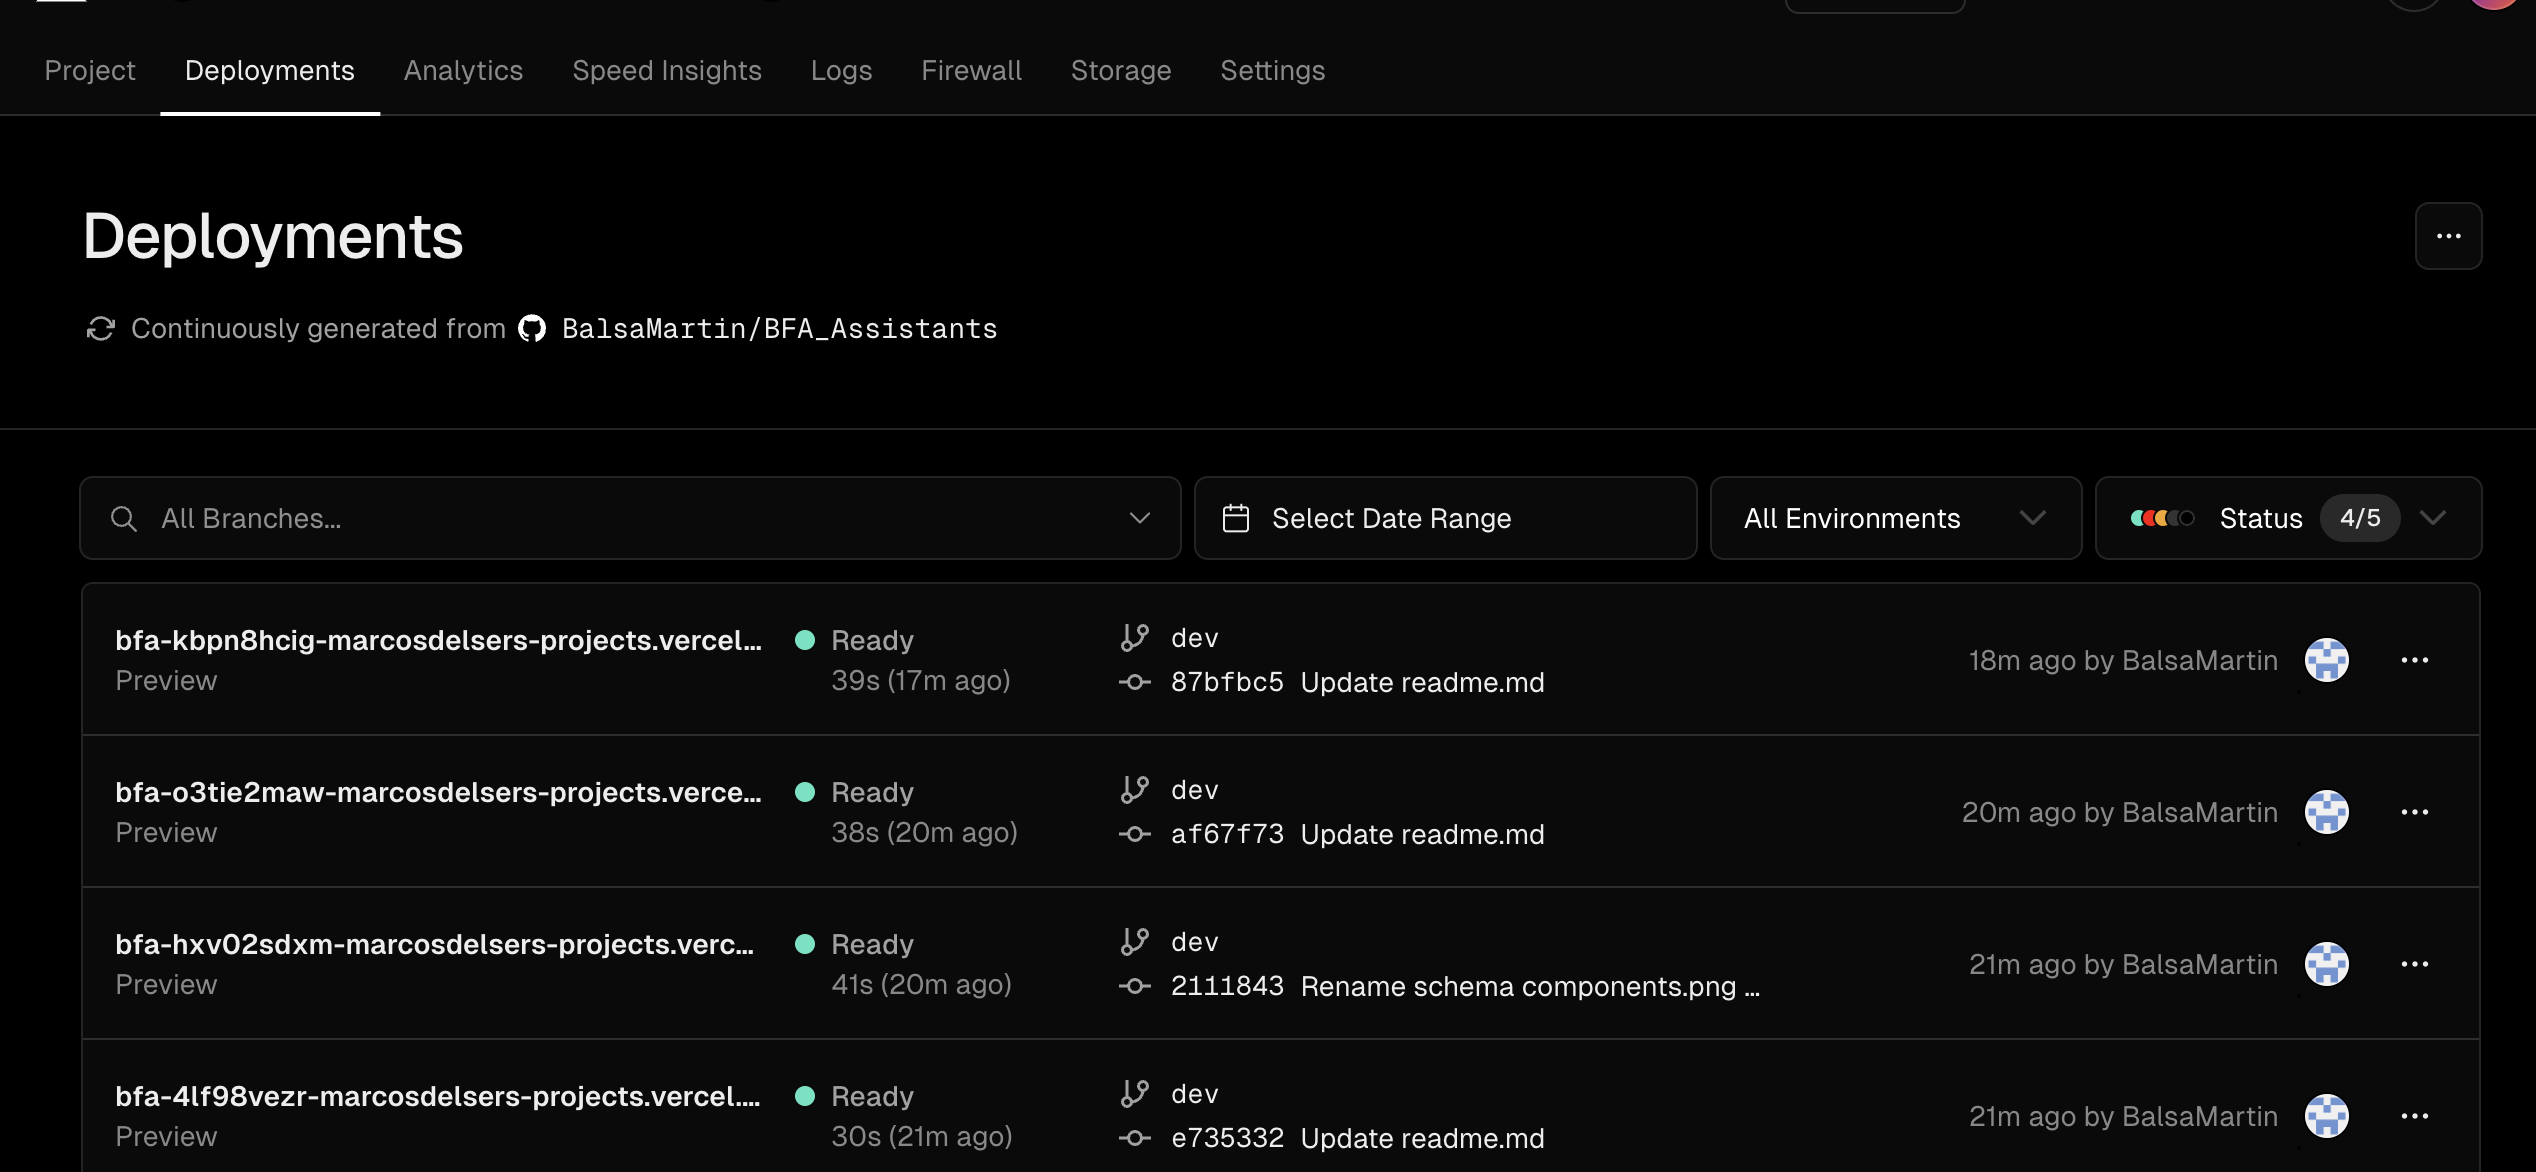 Project Deployments Analytics Speed Insights Logs Firewall Storage Settings
Deployments
Continuously generated from BalsaMartin/BFA_Assistants
All Branches... Select Date Range All Environments Status 4/5
bfa-kbpn8hcig-marcosdelsers-projects.vercel... Ready dev
Preview 39s (17m ago) 87bfbc5 Update readme.md 18m ago by BalsaMartin
bfa-o3tie2maw-marcosdelsers-projects.verce... Ready dev
Preview 38s (20m ago) af67f73 Update readme.md 20m ago by BalsaMartin
bfa-hxv02sdxm-marcosdelsers-projects.verc... Ready dev
Preview 41s (20m ago) 2111843 Rename schema components.png ... 21m ago by BalsaMartin
bfa-4lf98vezr-marcosdelsers-projects.vercel.... Ready dev
Preview 30s (21m ago) e735332 Update readme.md 21m ago by BalsaMartin